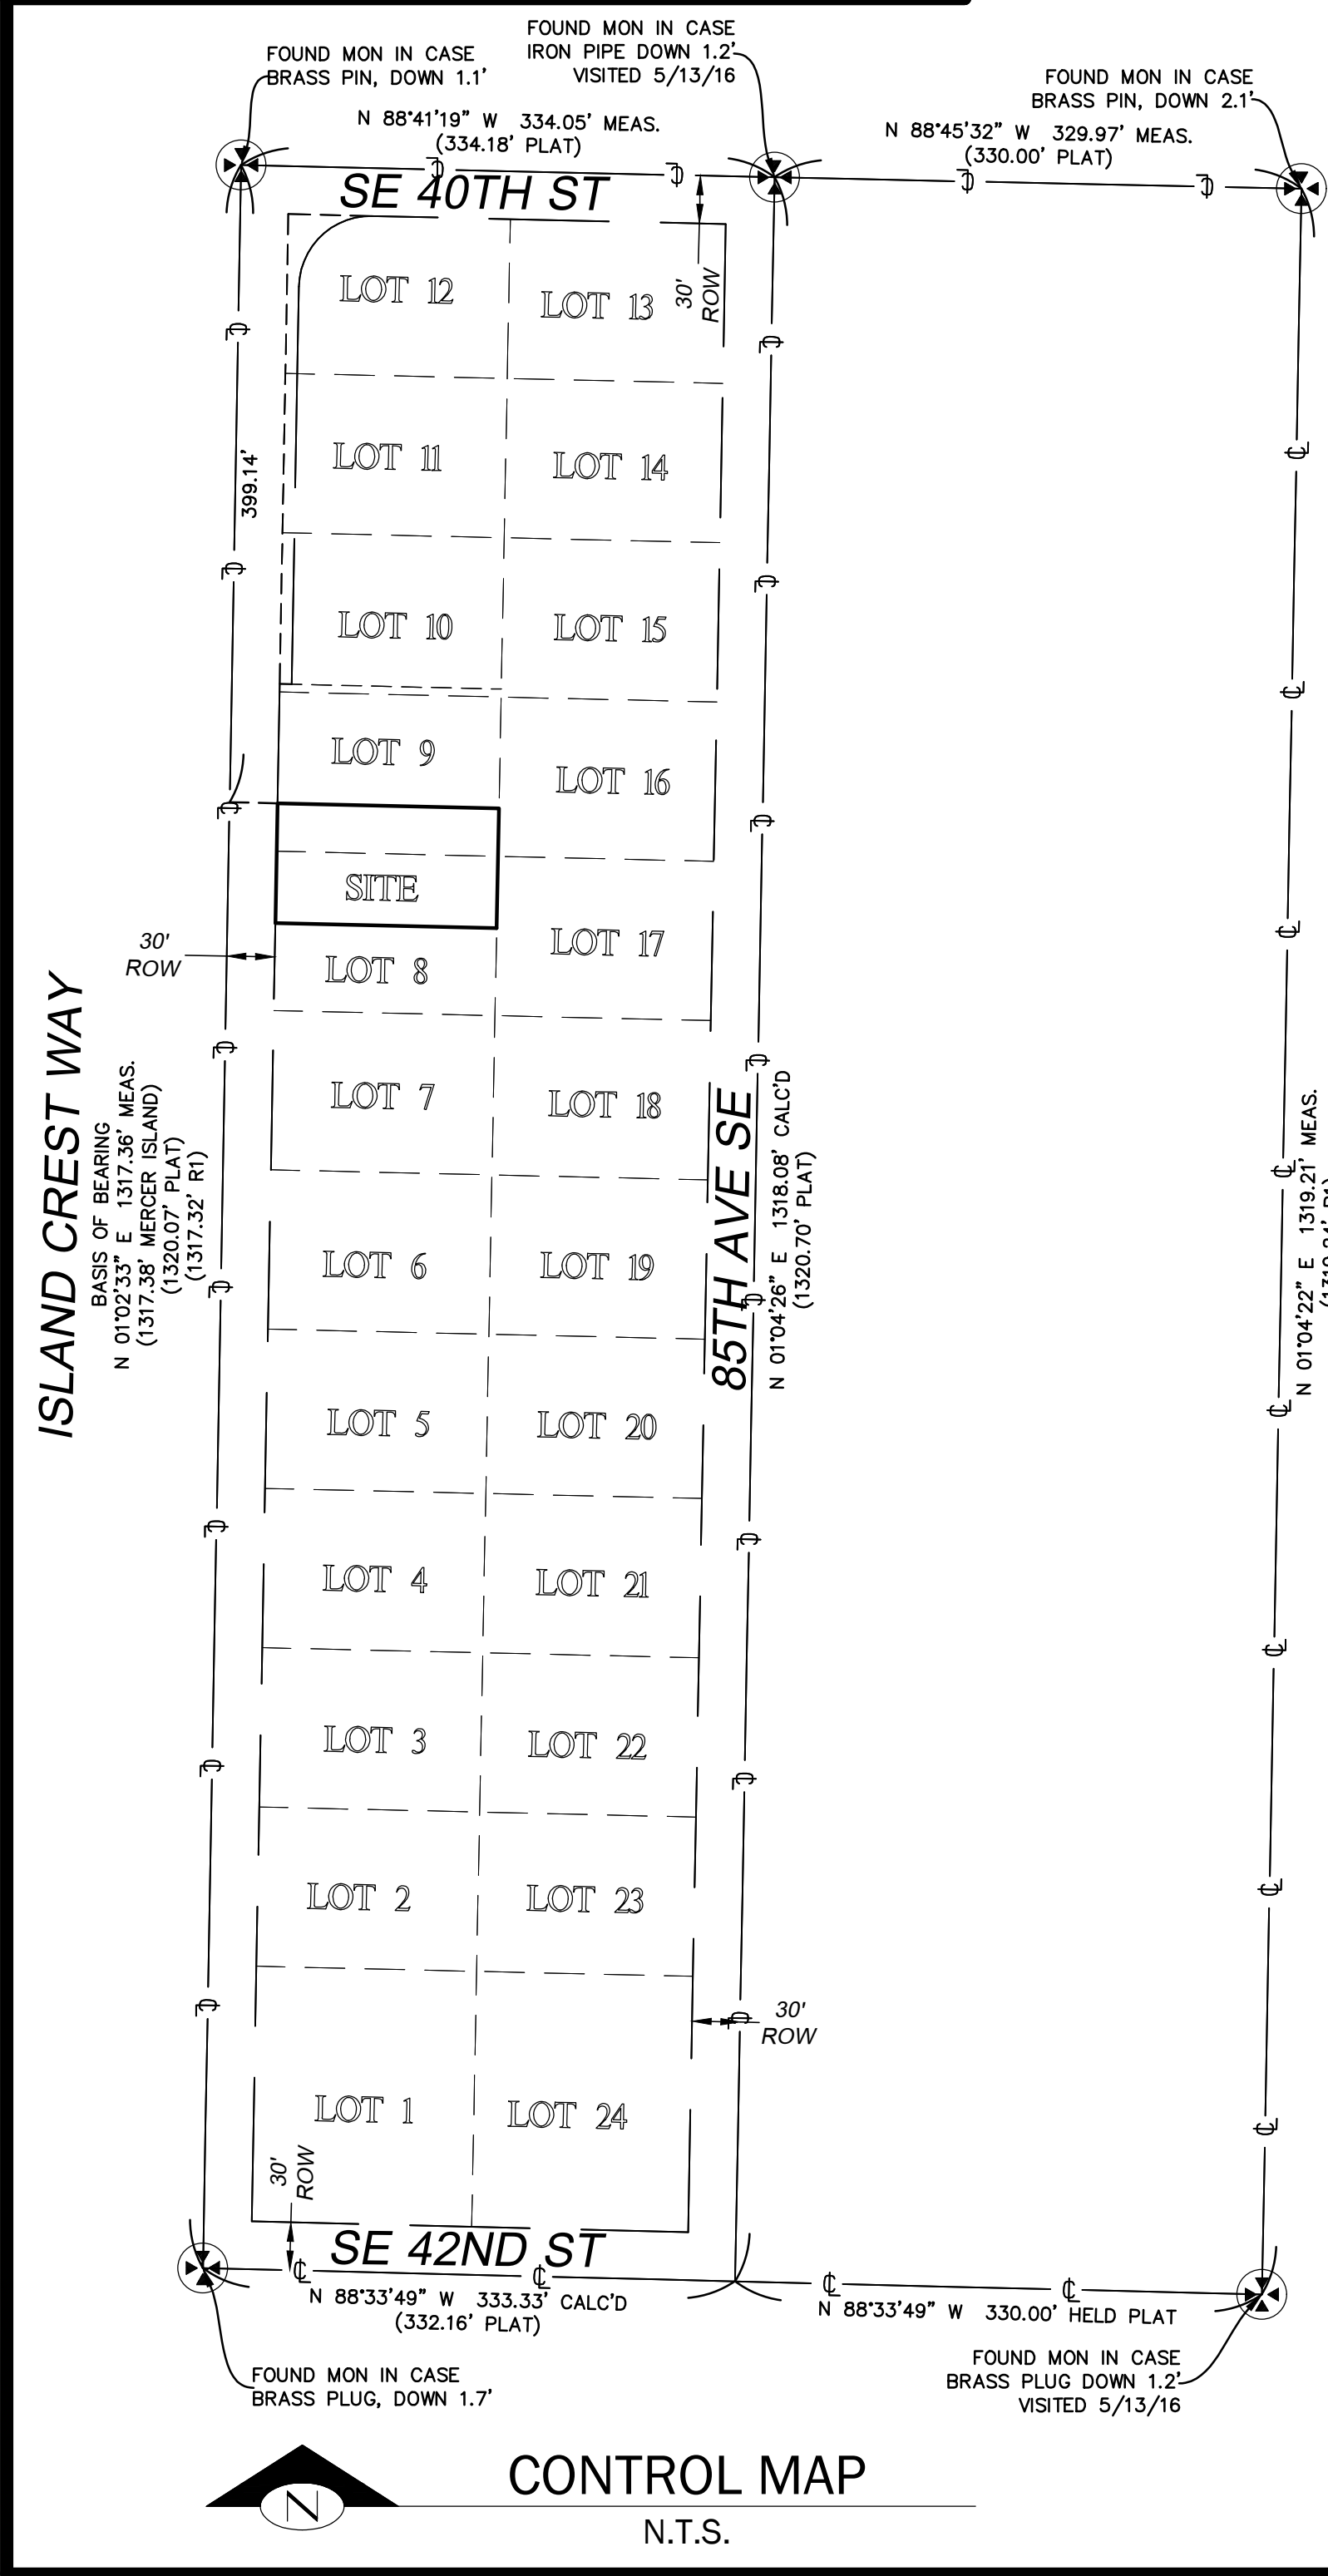 FOUND MON IN CASE
BRASS PIN, DOWN 1.1'
FOUND MON IN CASE
IRON PIPE DOWN 1.2'
VISITED 5/13/16
FOUND MON IN CASE
BRASS PIN, DOWN 2.1'
N 88°41'19" W 334.05' MEAS.
(334.18' PLAT)
N 88°45'32" W 329.97' MEAS.
(330.00' PLAT)
SE 40TH ST
30'
ROW
LOT 12
LOT 13
399.14'
LOT 11
LOT 14
LOT 10
LOT 15
LOT 9
LOT 16
SITE
30'
ROW
LOT 8
LOT 17
LOT 7
LOT 18
ISLAND CREST WAY
BASIS OF BEARING
N 01°02'33" E 1317.36' MEAS.
(1317.38' MERCER ISLAND)
(1320.07' PLAT)
(1317.32' R1)
85TH AVE SE
N 01°04'26" E 1318.08' CALC'D
(1320.70' PLAT)
N 01°04'22" E 1319.21' MEAS.
LOT 6
LOT 19
LOT 5
LOT 20
LOT 4
LOT 21
LOT 3
LOT 22
LOT 2
LOT 23
30'
ROW
LOT 1
LOT 24
30'
ROW
SE 42ND ST
N 88°33'49" W 333.33' CALC'D
(332.16' PLAT)
N 88°33'49" W 330.00' HELD PLAT
FOUND MON IN CASE
BRASS PLUG, DOWN 1.7'
FOUND MON IN CASE
BRASS PLUG DOWN 1.2'
VISITED 5/13/16
N
CONTROL MAP
N.T.S.